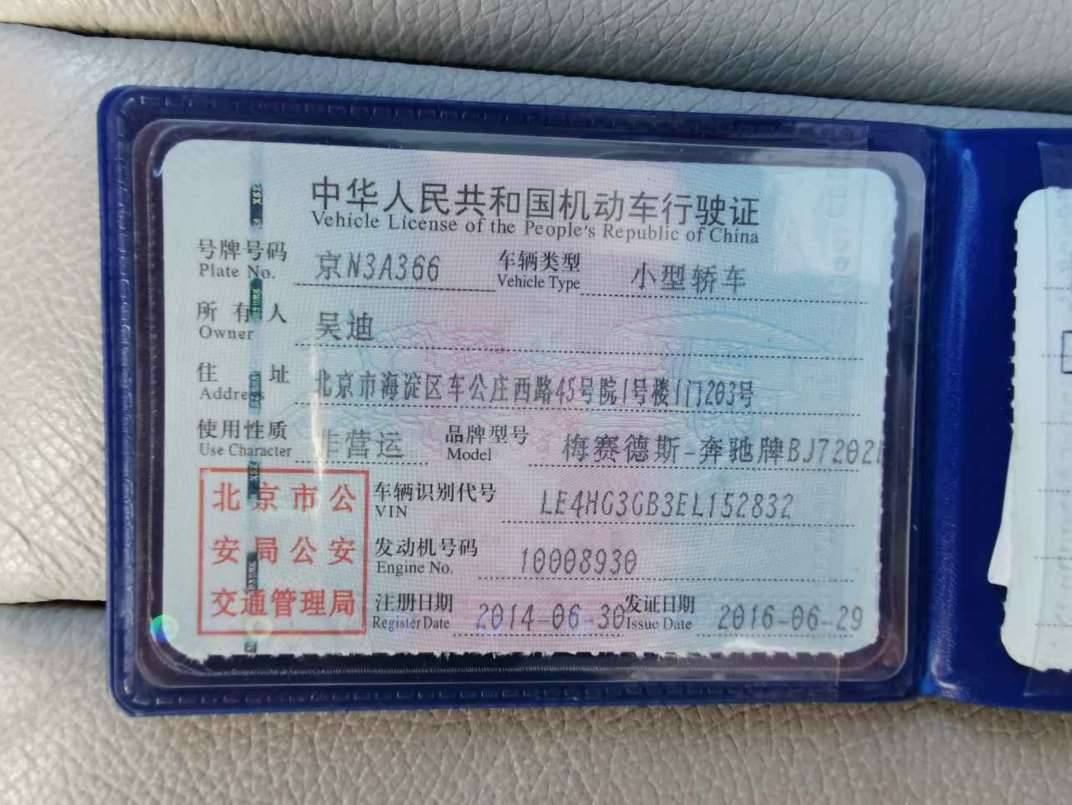 中华人民共和国机动车行驶证
Vehicle License of the People's Republic of China
号牌号码 京N3A366 车辆类型 小型轿车
Plate No. Vehicle Type
所有人 吴迪
Owner
住址 北京市海淀区车公庄西路45号院1号楼1门203号
Address
使用性质 非营运 品牌型号 梅赛德斯-奔驰牌BJ7202
Use Character Model
北京市公 车辆识别代号 LE4HG3GB3EL152832
VIN
安局公安 发动机号码 10008930
Engine No.
交通管理局 注册日期 2014-06-30 发证日期 2016-06-29
Register Date Issue Date